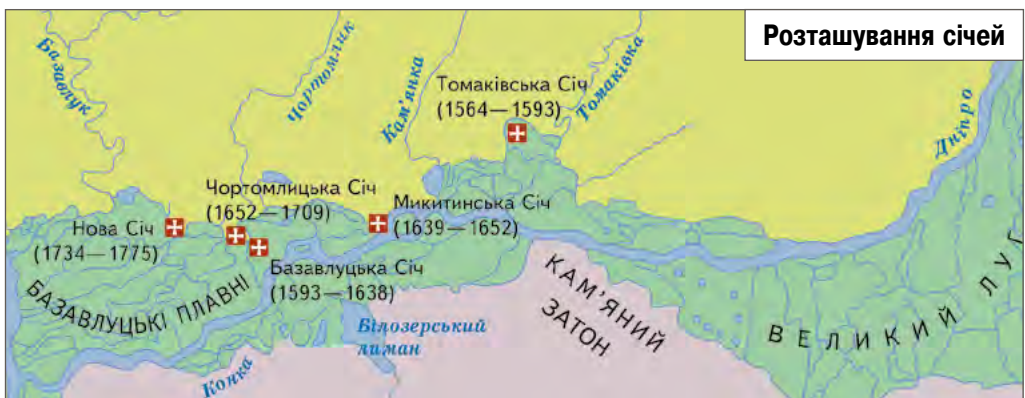 Розташування січей
Базавлук
Чортомлик
Кам'янка
Томаківська Січ
(1564—1593)
Томаківка
Дніпро
Чортомлицька Січ
(1652—1709)
Микитинська Січ
(1639—1652)
Нова Січ
(1734—1775)
Базавлуцька Січ
(1593—1638)
БАЗАВЛУЦЬКІ ПЛАВНІ
Білозерський
лиман
Конка
КАМ'ЯНИЙ
ЗАТОН
ВЕЛИКИЙ ЛУГ